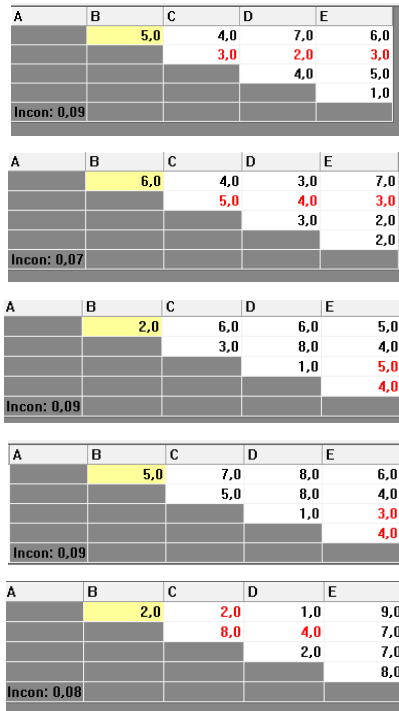 A B C D E
5,0 4,0 7,0 6,0
3,0 2,0 3,0
4,0 5,0
1,0
Incon: 0,09
A B C D E
6,0 4,0 3,0 7,0
5,0 4,0 3,0
3,0 2,0
2,0
Incon: 0,07
A B C D E
2,0 6,0 6,0 5,0
3,0 8,0 4,0
1,0 5,0
4,0
Incon: 0,09
A B C D E
5,0 7,0 8,0 6,0
5,0 8,0 4,0
1,0 3,0
4,0
Incon: 0,09
A B C D E
2,0 2,0 1,0 9,0
8,0 4,0 7,0
2,0 7,0
8,0
Incon: 0,08